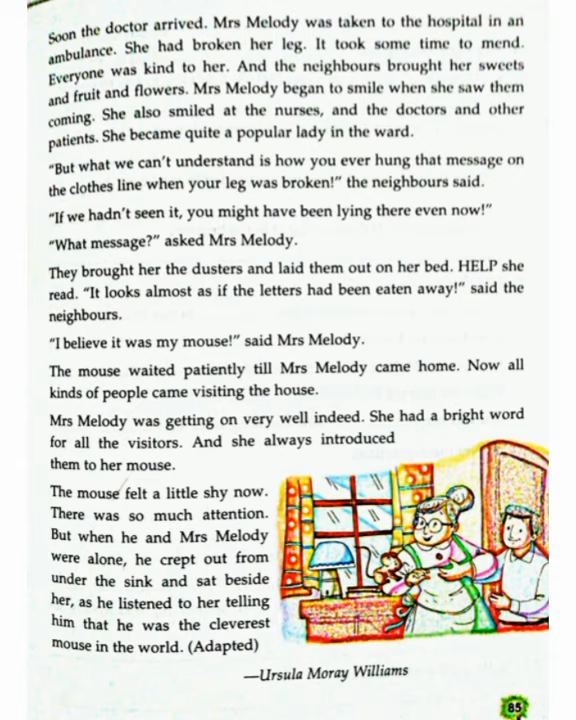 Soon the doctor arrived. Mrs Melody was taken to the hospital in an
ambulance. She had broken her leg. It took some time to mend.
Everyone was kind to her. And the neighbours brought her sweets
and fruit and flowers. Mrs Melody began to smile when she saw them
coming. She also smiled at the nurses, and the doctors and other
patients. She became quite a popular lady in the ward.
“But what we can’t understand is how you ever hung that message on
the clothes line when your leg was broken!” the neighbours said.
“If we hadn’t seen it, you might have been lying there even now!”
“What message?” asked Mrs Melody.
They brought her the dusters and laid them out on her bed. HELP she
read. “It looks almost as if the letters had been eaten away!” said the
neighbours.
“I believe it was my mouse!” said Mrs Melody.
The mouse waited patiently till Mrs Melody came home. Now all
kinds of people came visiting the house.
Mrs Melody was getting on very well indeed. She had a bright word
for all the visitors. And she always introduced
them to her mouse.
The mouse felt a little shy now.
There was so much attention.
But when he and Mrs Melody
were alone, he crept out from
under the sink and sat beside
her, as he listened to her telling
him that he was the cleverest
mouse in the world. (Adapted)
—Ursula Moray Williams
85